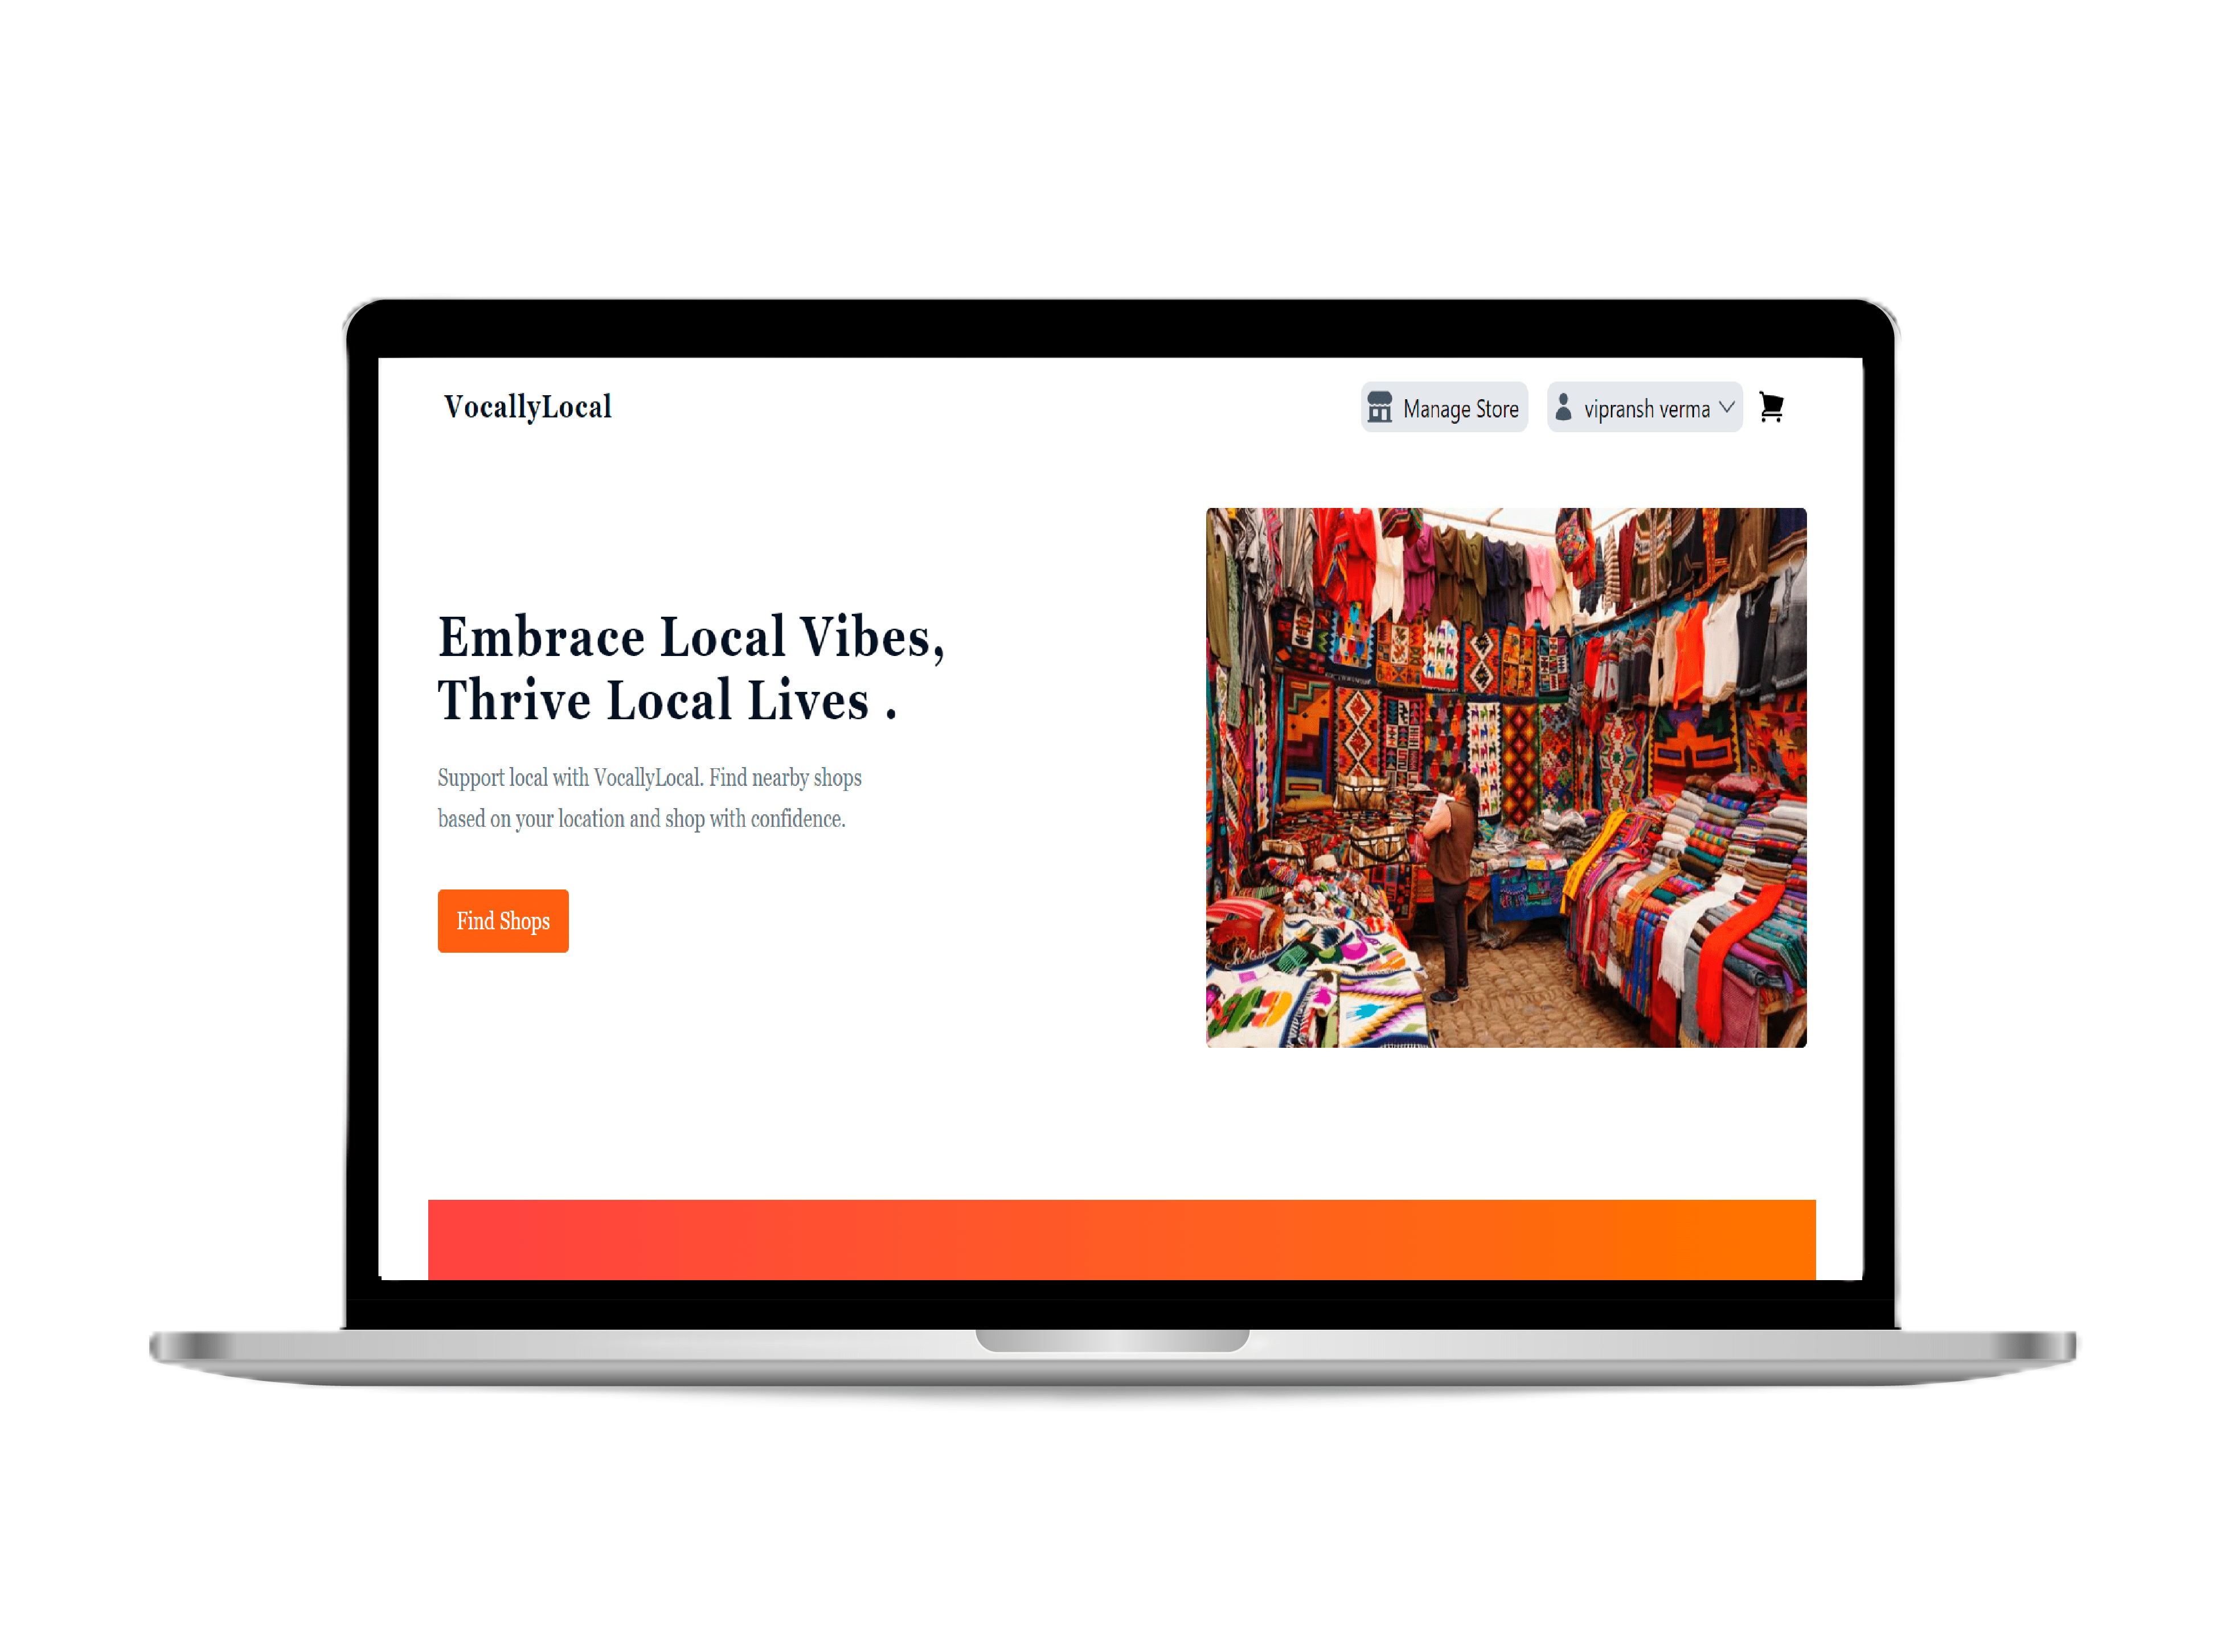 VocallyLocal
Manage Store
vipransh verma
Embrace Local Vibes,
Thrive Local Lives .
Support local with VocallyLocal. Find nearby shops
based on your location and shop with confidence.
Find Shops